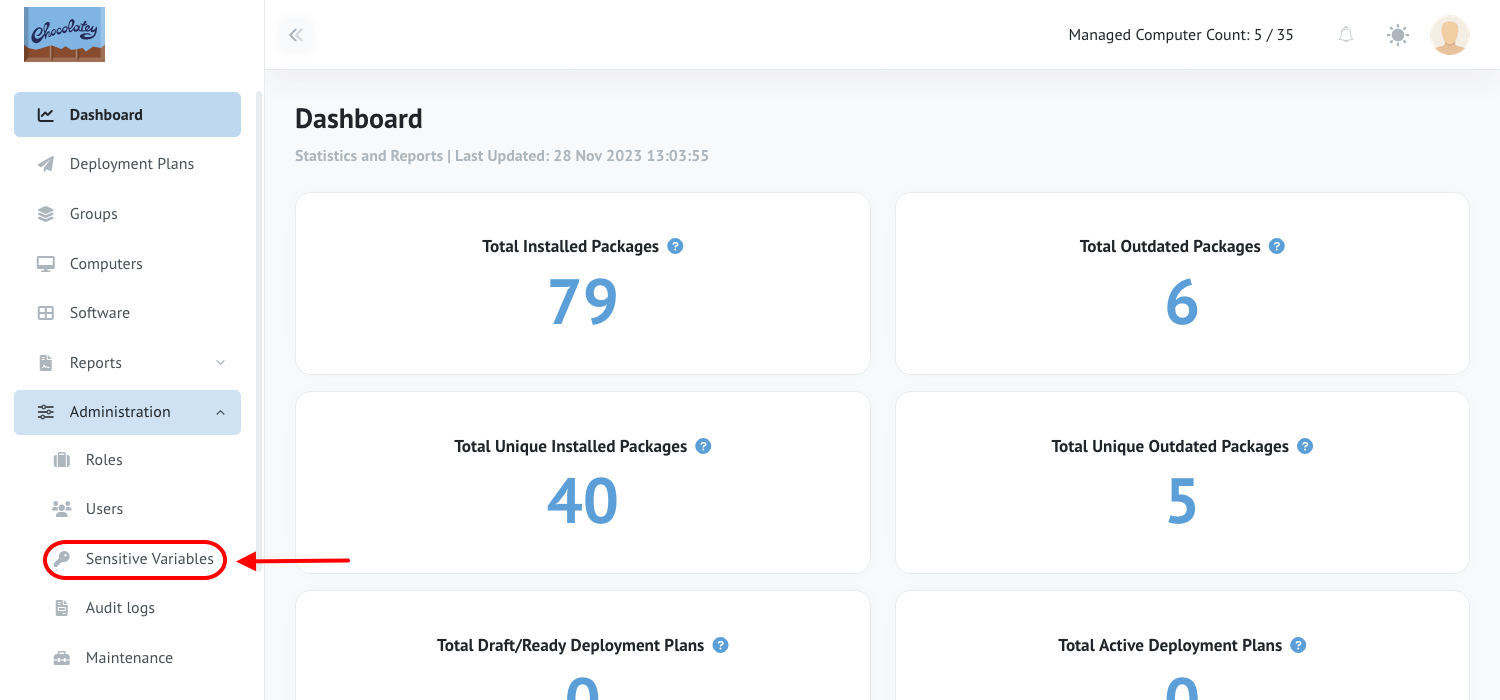 Chocolatey
Managed Computer Count: 5 / 35
Dashboard
Deployment Plans
Groups
Computers
Software
Reports
Administration
Roles
Users
Sensitive Variables
Audit logs
Maintenance
Dashboard
Statistics and Reports | Last Updated: 28 Nov 2023 13:03:55
Total Installed Packages ?
79
Total Outdated Packages ?
6
Total Unique Installed Packages ?
40
Total Unique Outdated Packages ?
5
Total Draft/Ready Deployment Plans ?
0
Total Active Deployment Plans ?
0